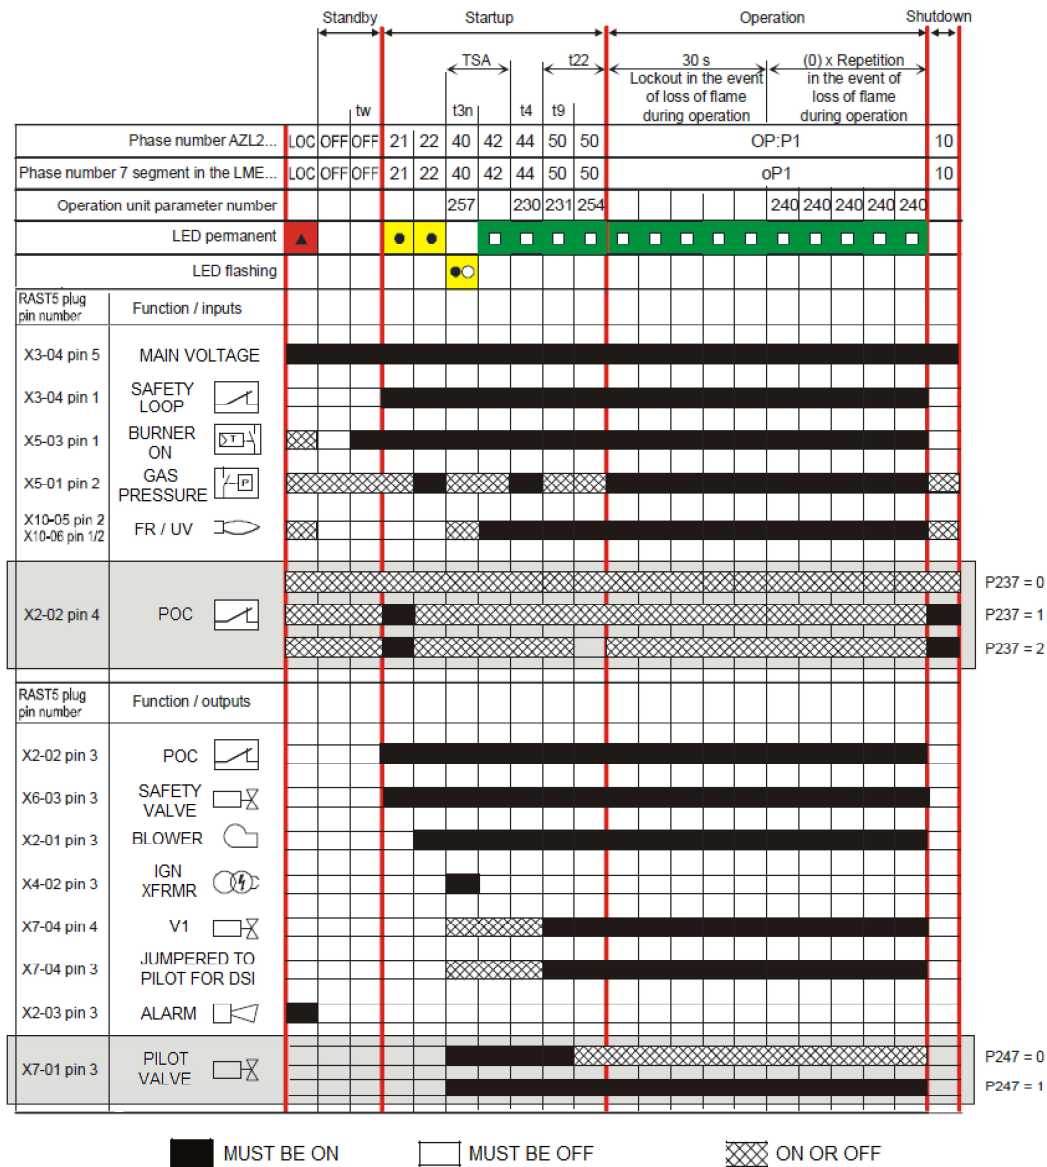 Standby Startup Operation Shutdown
TSA t22 30 s (0) x Repetition
Lockout in the event in the event of
of loss of flame loss of flame
tw t3n t4 t9 during operation during operation
Phase number AZL2... LOC OFF OFF 21 22 40 42 44 50 50 OP:P1 10
Phase number 7 segment in the LME... LOC OFF OFF 21 22 40 42 44 50 50 oP1 10
Operation unit parameter number 257 230 231 254 240 240 240 240 240
LED permanent
LED flashing
RAST5 plug
pin number Function / inputs
X3-04 pin 5 MAIN VOLTAGE
X3-04 pin 1 SAFETY
LOOP
X5-03 pin 1 BURNER
ON
T
X5-01 pin 2 GAS
PRESSURE
P
X10-05 pin 2
X10-06 pin 1/2 FR / UV
P237 = 0
X2-02 pin 4 POC P237 = 1
P237 = 2
RAST5 plug
pin number Function / outputs
X2-02 pin 3 POC
X6-03 pin 3 SAFETY
VALVE
X2-01 pin 3 BLOWER
X4-02 pin 3 IGN
XFRMR
X7-04 pin 4 V1
X7-04 pin 3 JUMPERED TO
PILOT FOR DSI
X2-03 pin 3 ALARM
X7-01 pin 3 PILOT
VALVE
P247 = 0
P247 = 1
MUST BE ON MUST BE OFF ON OR OFF